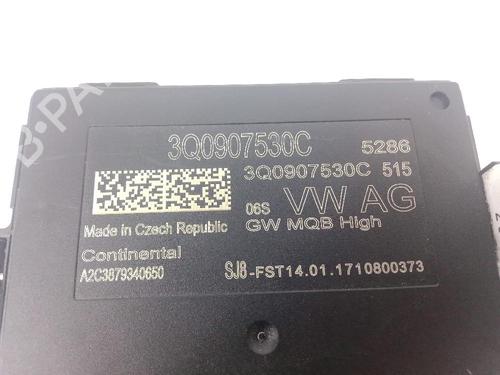 3Q0907530C 5286
3Q0907530C 515
06S VW AG
Made in Czech Republic GW MQB High
Continental
A2C3879340650 SJ8-FST14.01.1710800373